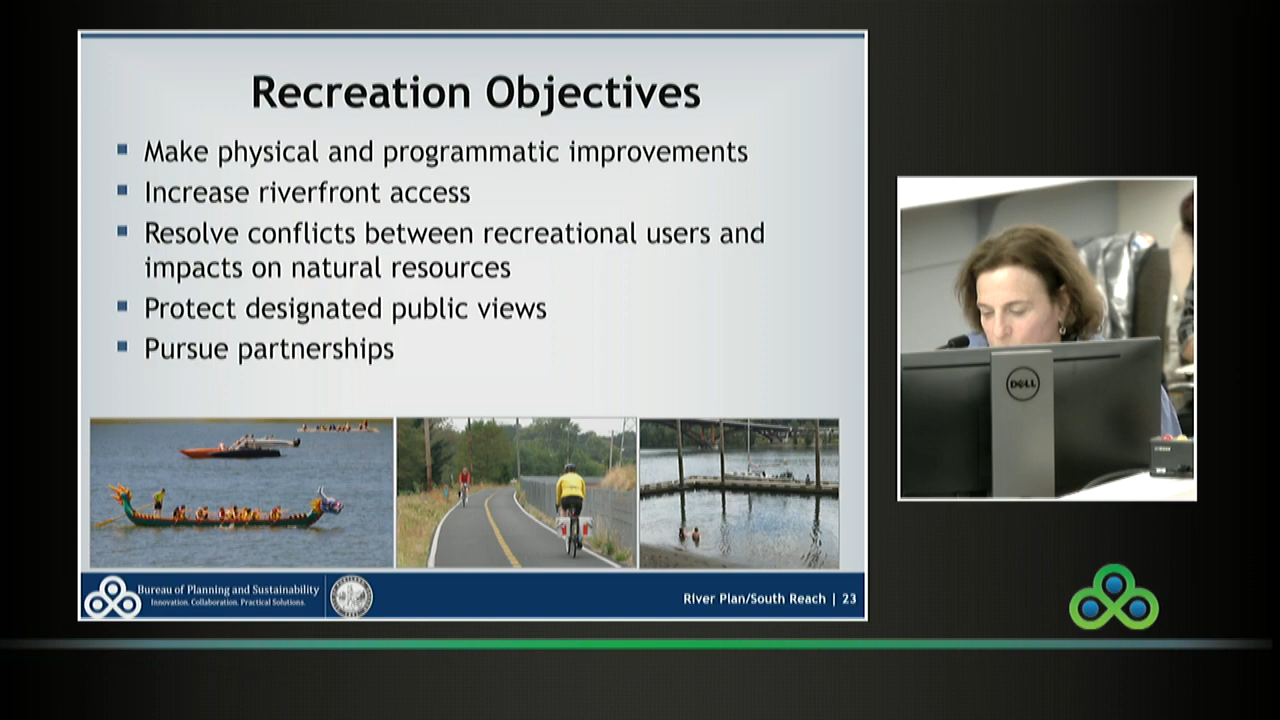 Recreation Objectives
Make physical and programmatic improvements
Increase riverfront access
Resolve conflicts between recreational users and
impacts on natural resources
Protect designated public views
Pursue partnerships
Bureau of Planning and Sustainability
Innovation. Collaboration. Practical Solutions.
River Plan/South Reach | 23
DELL